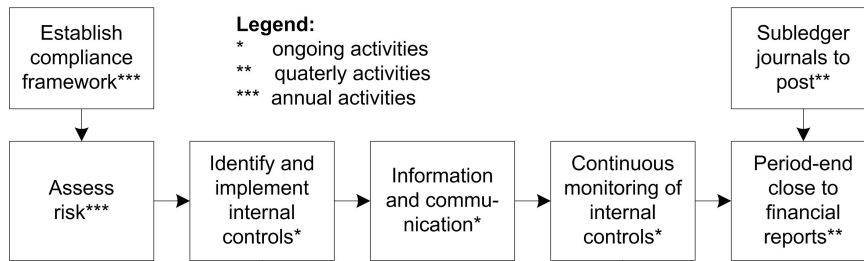 Establish
compliance
framework***
Legend:
* ongoing activities
** quaterly activities
*** annual activities
Subledger
journals to
post**
Assess
risk***
Identify and
implement
internal
controls*
Information
and commu-
nication*
Continuous
monitoring of
internal
controls*
Period-end
close to
financial
reports**